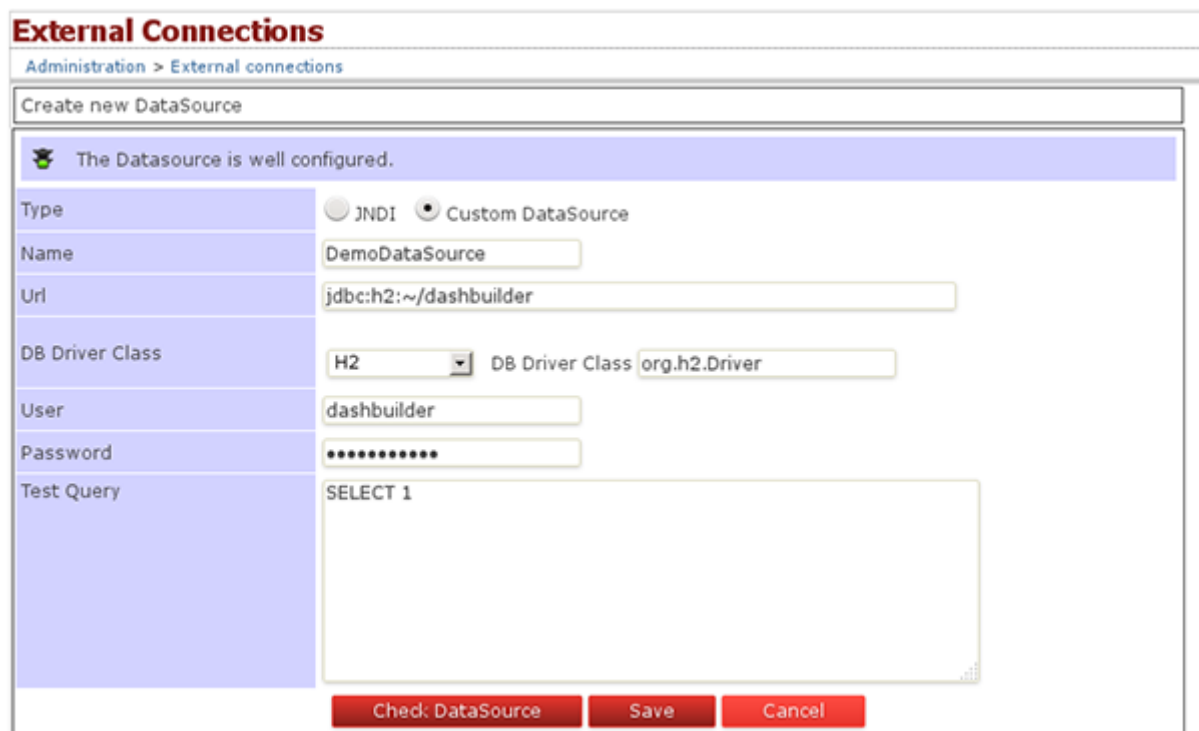 External Connections
Administration > External connections
Create new DataSource
The Datasource is well configured.
Type JNDI Custom DataSource
Name DemoDataSource
Url jdbc:h2:~/dashbuilder
DB Driver Class H2 DB Driver Class org.h2.Driver
User dashbuilder
Password •••••••••••
Test Query SELECT 1
Check DataSource Save Cancel